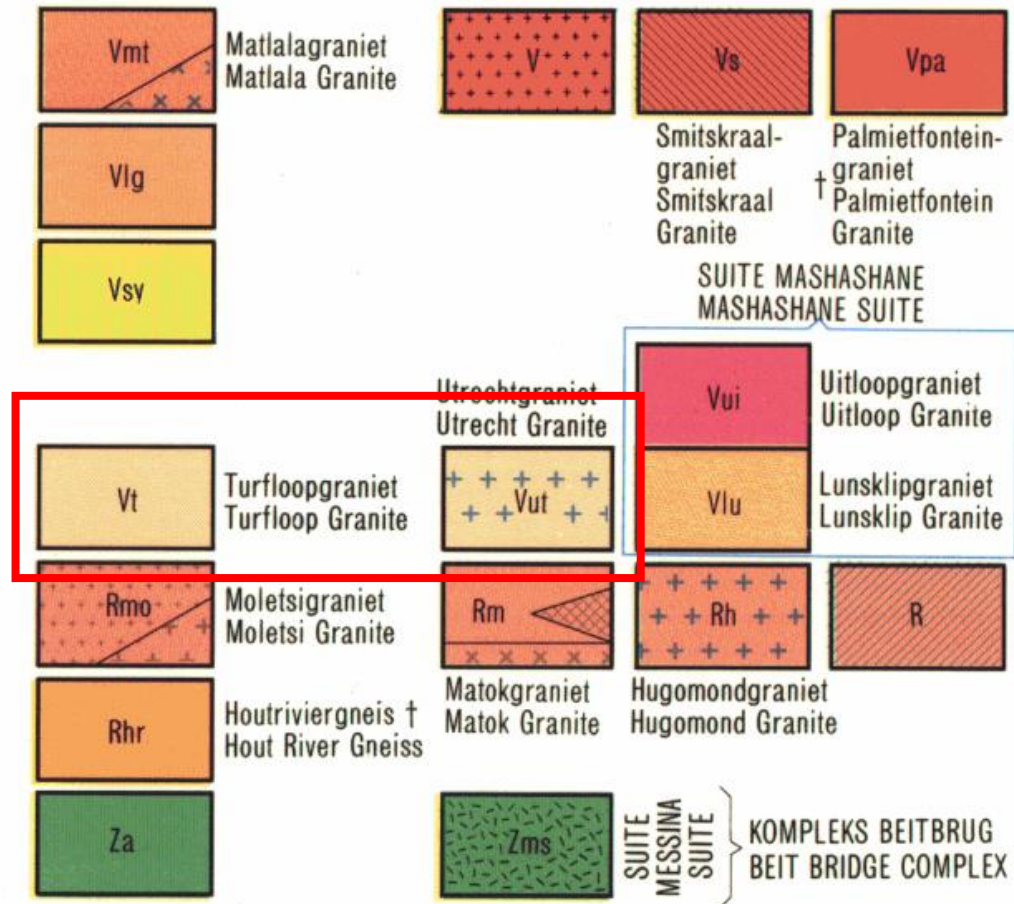 Vmt
Matlalagraniet
Matlala Granite
V
Vs
Vpa
Smitskraal-
graniet
Smitskraal
Granite
†
Palmietfontein-
graniet
Palmietfontein
Granite
Vlg
Vsy
SUITE MASHASHANE
MASHASHANE SUITE
Vt
Turfloopgraniet
Turfloop Granite
Utrechtgraniet
Utrecht Granite
Vut
Vui
Uitloopgraniet
Uitloop Granite
Vlu
Lunsklipgraniet
Lunsklip Granite
Rmo
Moletsigraniet
Moletsi Granite
Rm
Matokgraniet
Matok Granite
Rh
Hugomondgraniet
Hugomond Granite
R
Rhr
Houtriviergneis †
Hout River Gneiss
Za
Zms
SUITE
MESSINA
SUITE
KOMPLEKS BEITBRUG
BEIT BRIDGE COMPLEX